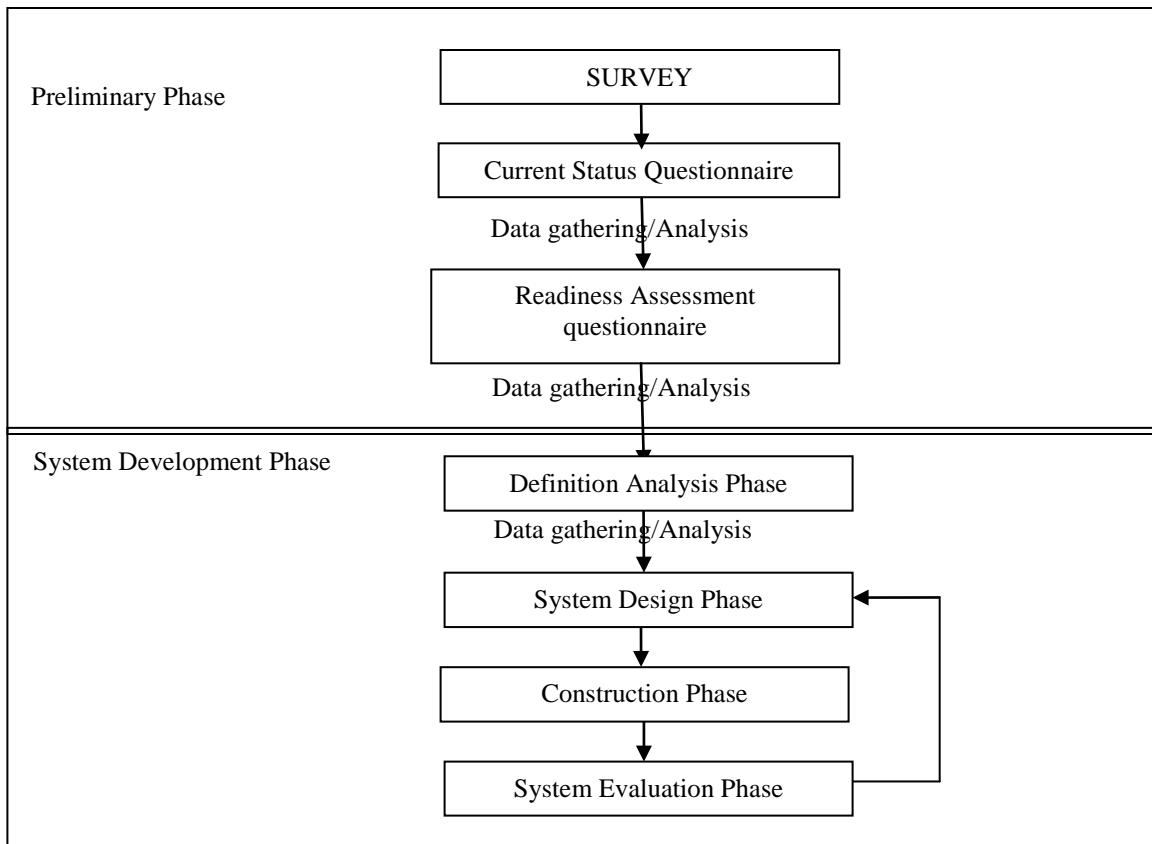 SURVEY
Preliminary Phase
Current Status Questionnaire
Data gathering/Analysis
Readiness Assessment
questionnaire
Data gathering/Analysis
System Development Phase
Definition Analysis Phase
Data gathering/Analysis
System Design Phase
Construction Phase
System Evaluation Phase